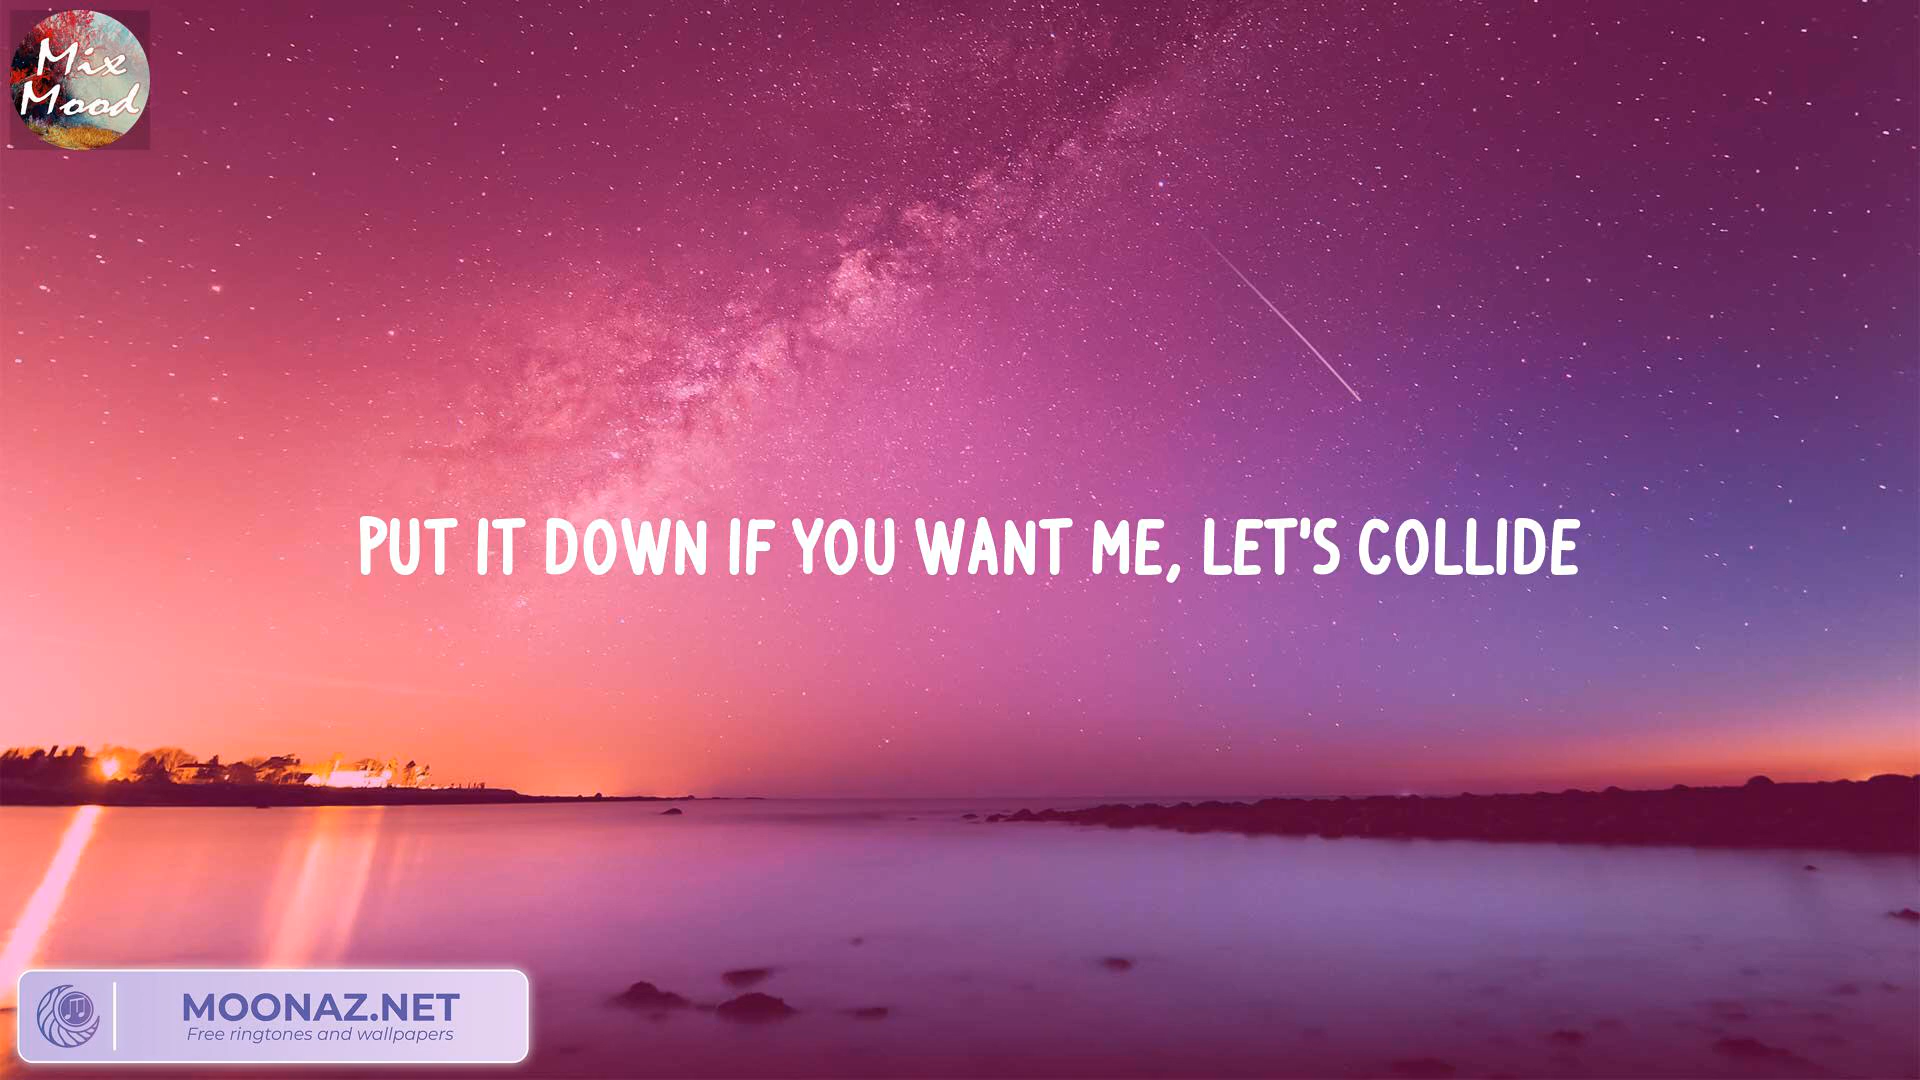 Mix
Mood
PUT IT DOWN IF YOU WANT ME, LET'S COLLIDE
MOONAZ.NET
Free ringtones and wallpapers